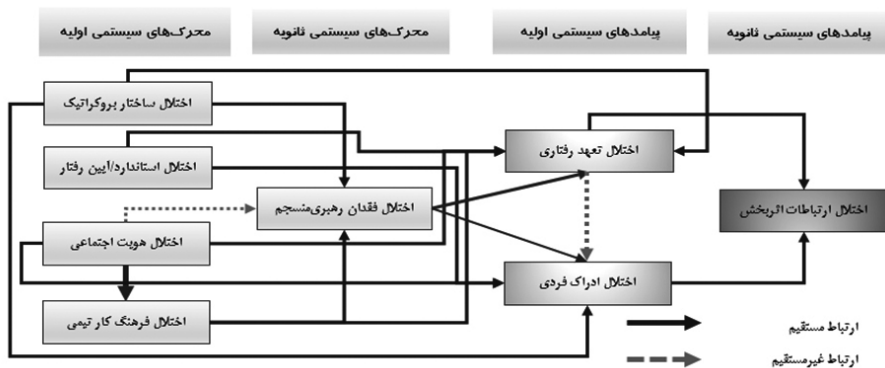 محرک‌های سیستمی اولیه
محرک‌های سیستمی ثانویه
پیامدهای سیستمی اولیه
پیامدهای سیستمی ثانویه
اختلال ساختار بروکراتیک
اختلال استاندارد/آیین رفتار
اختلال هویت اجتماعی
اختلال فرهنگ کار تیمی
اختلال فقدان رهبری‌منسجم
اختلال تعهد رفتاری
اختلال ادراک فردی
اختلال ارتباطات اثربخش
ارتباط مستقیم
ارتباط غیرمستقیم